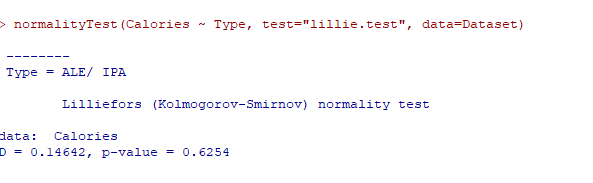 > normalityTest(Calories ~ Type, test="lillie.test", data=Dataset)
--------
Type = ALE/ IPA
Lilliefors (Kolmogorov-Smirnov) normality test
data: Calories
D = 0.14642, p-value = 0.6254